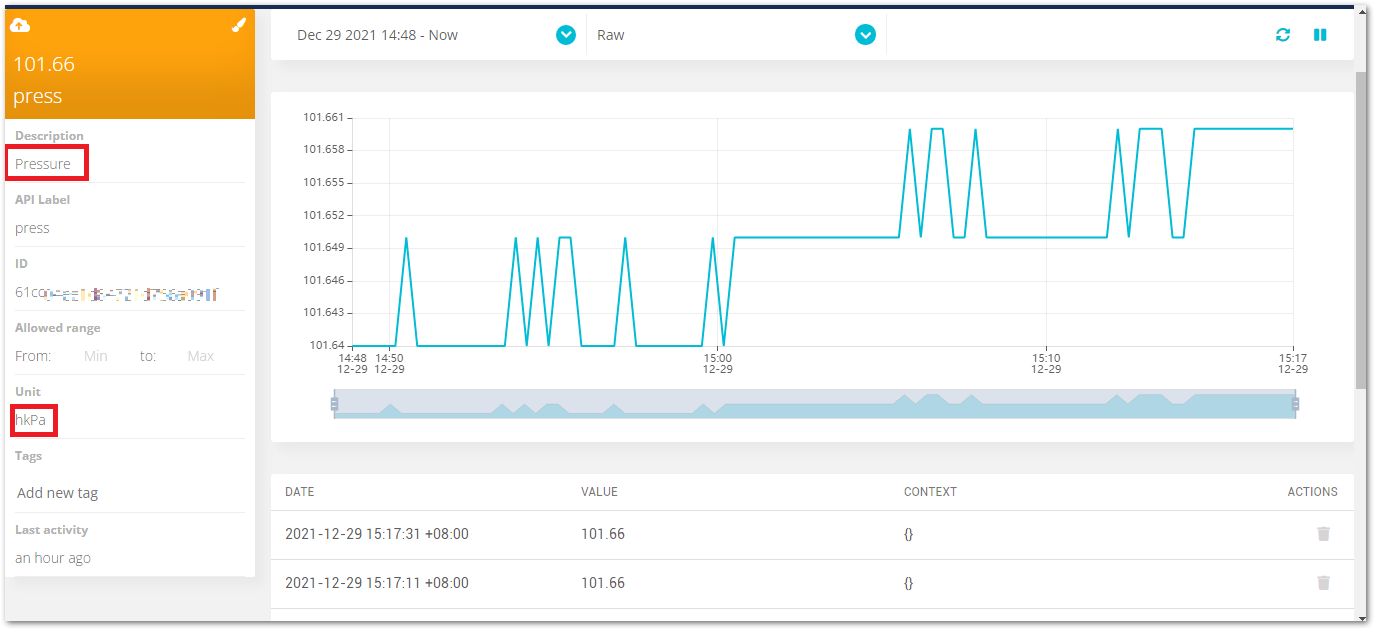 101.66
press
Description
Pressure
API Label
press
ID
Allowed range
From: Min to: Max
Unit
hkPa
Tags
Add new tag
Last activity
an hour ago
Dec 29 2021 14:48 - Now
Raw
101.661
101.658
101.655
101.652
101.649
101.646
101.643
101.64
14:48 14:50 15:00 15:10 15:17
12-29 12-29 12-29 12-29 12-29
DATE VALUE CONTEXT ACTIONS
2021-12-29 15:17:31 +08:00 101.66 {}
2021-12-29 15:17:11 +08:00 101.66 {}